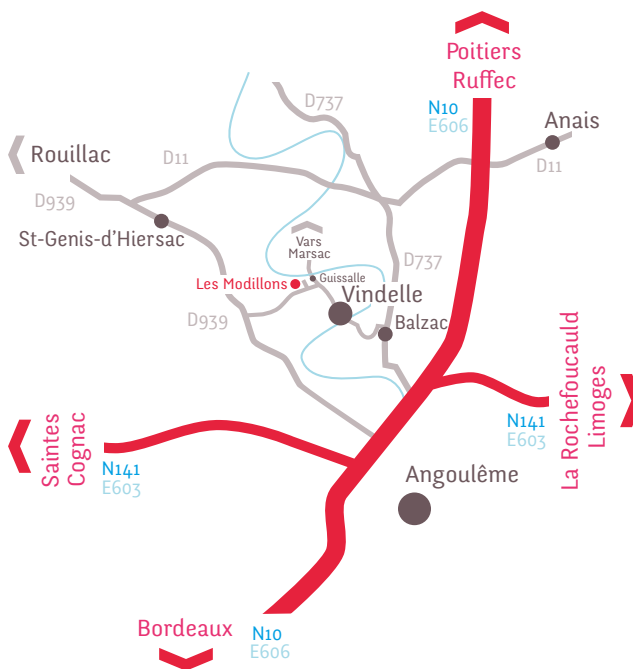 Poitiers
Ruffec
N10
E606
D737
Anais
D11
D11
Rouillac
D939
St-Genis-d'Hiersac
Vars
Marsac
D737
Guissalle
Les Modillons
Vindelle
D939
Balzac
La Rochefoucauld
Limoges
N141
E603
Saintes
Cognac
N141
E603
Angoulême
Bordeaux
N10
E606